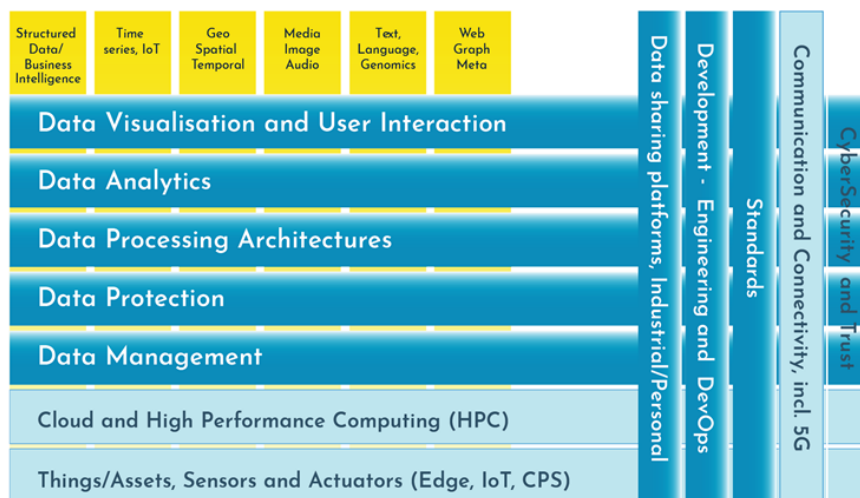 Structured
Data/
Business
Intelligence
Time
series, IoT
Geo
Spatial
Temporal
Media
Image
Audio
Text,
Language,
Genomics
Web
Graph
Meta
Data Visualisation and User Interaction
Data Analytics
Data Processing Architectures
Data Protection
Data Management
Cloud and High Performance Computing (HPC)
Things/Assets, Sensors and Actuators (Edge, IoT, CPS)
Data sharing platforms, Industrial/Personal
Development - Engineering and DevOps
Standards
Communication and Connectivity, incl. 5G
CyberSecurity and Trust